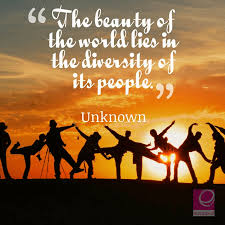 “The beauty of
the world lies in
the diversity of
its people.”
Unknown